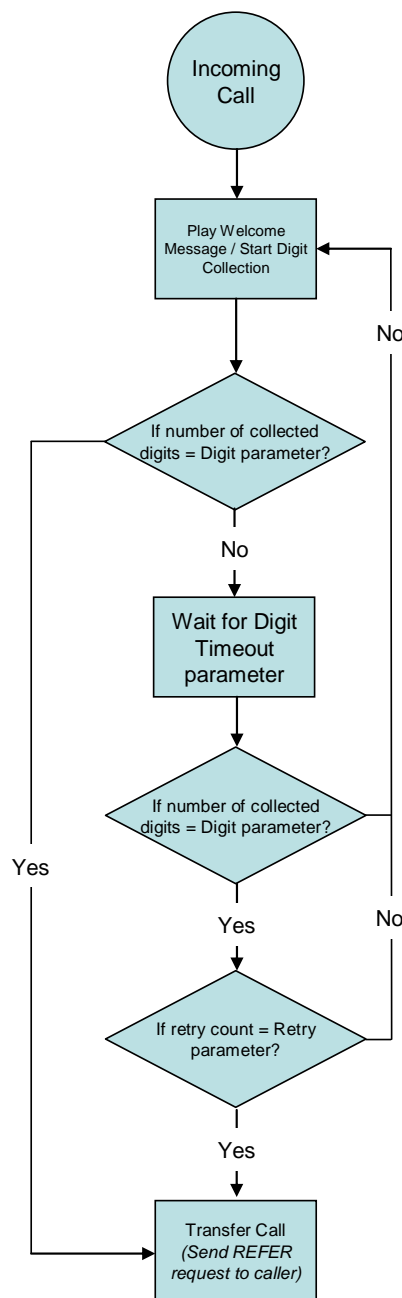 Incoming
Call
Play Welcome
Message / Start Digit
Collection
No
If number of collected
digits = Digit parameter?
No
Wait for Digit
Timeout
parameter
If number of collected
digits = Digit parameter?
Yes
No
Yes
If retry count = Retry
parameter?
Yes
Transfer Call
(Send REFER
request to caller)